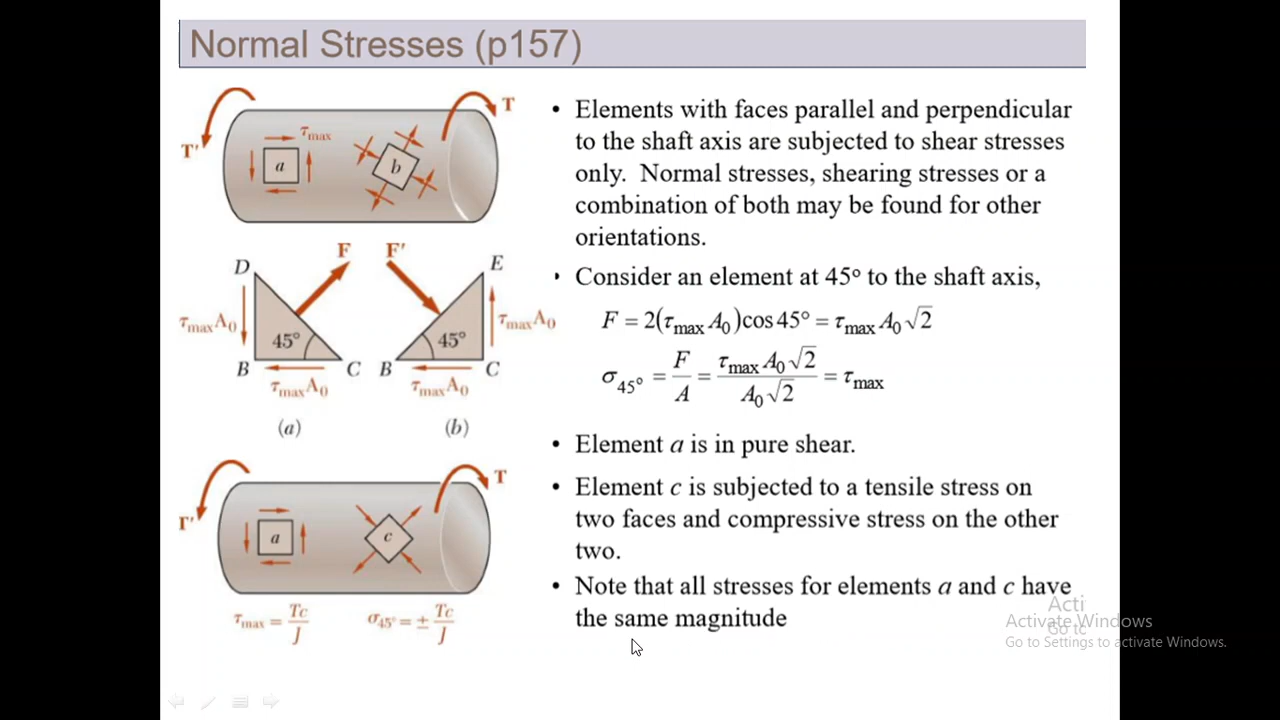 Normal Stresses (p157)
T'
τmax
a
b
T
• Elements with faces parallel and perpendicular
to the shaft axis are subjected to shear stresses
only. Normal stresses, shearing stresses or a
combination of both may be found for other
orientations.
D
F
F'
E
τmaxA0
45°
45°
τmaxA0
B
C
B
C
τmaxA0
τmaxA0
(a)
(b)
• Consider an element at 45° to the shaft axis,
F = 2(τmax A0)cos 45° = τmax A0√2
σ45° = F/A = τmax A0√2 / A0√2 = τmax
• Element a is in pure shear.
• Element c is subjected to a tensile stress on
two faces and compressive stress on the other
two.
• Note that all stresses for elements a and c have
the same magnitude
T'
a
c
T
τmax = Tc/J
σ45° = ± Tc/J
Acti
Activate Windows
Go tc
Go to Settings to activate Windows.